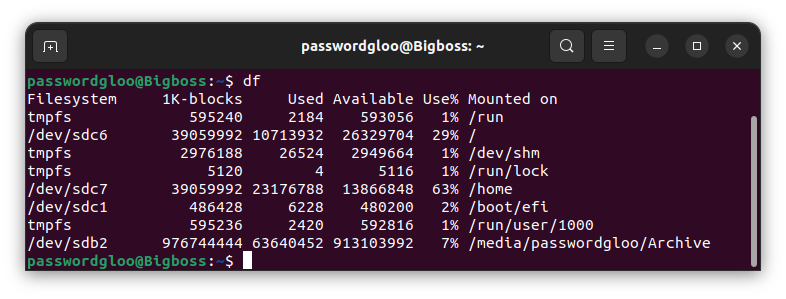 passwordgloo@Bigboss: ~
passwordgloo@Bigboss:~$ df
Filesystem     1K-blocks     Used Available Use% Mounted on
tmpfs             595240     2184    593056   1% /run
/dev/sdc6       39059992 10713932  26329704  29% /
tmpfs            2976188    26524   2949664   1% /dev/shm
tmpfs               5120        4      5116   1% /run/lock
/dev/sdc7       39059992 23176788  13866848  63% /home
/dev/sdc1         486428     6228    480200   2% /boot/efi
tmpfs             595236     2420    592816   1% /run/user/1000
/dev/sdb2      976744444 63640452 913103992   7% /media/passwordgloo/Archive
passwordgloo@Bigboss:~$